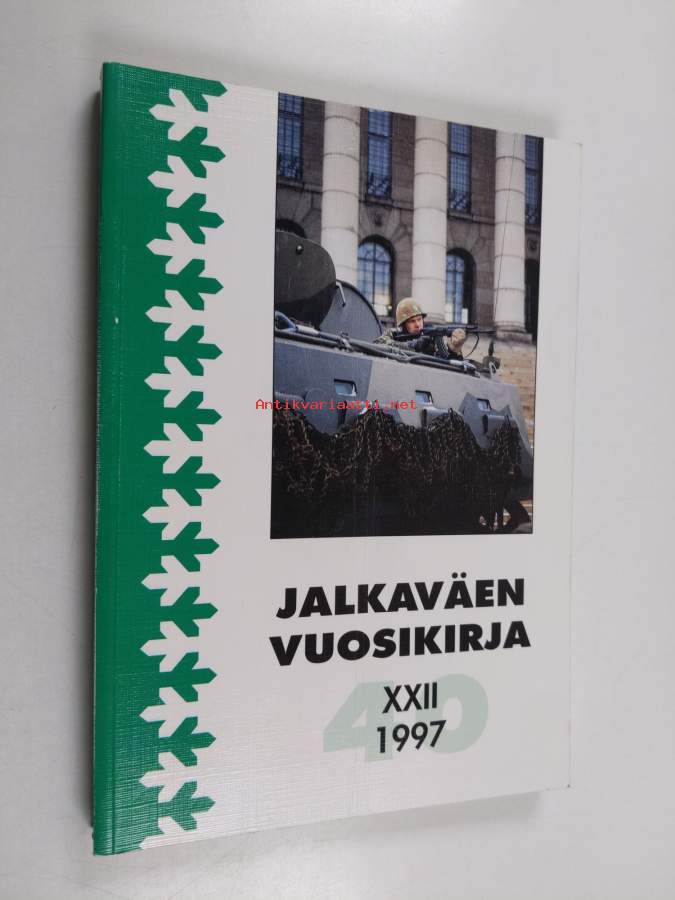 Antikvariaatti.net
JALKAVÄEN
VUOSIKIRJA
40
XXII
1997